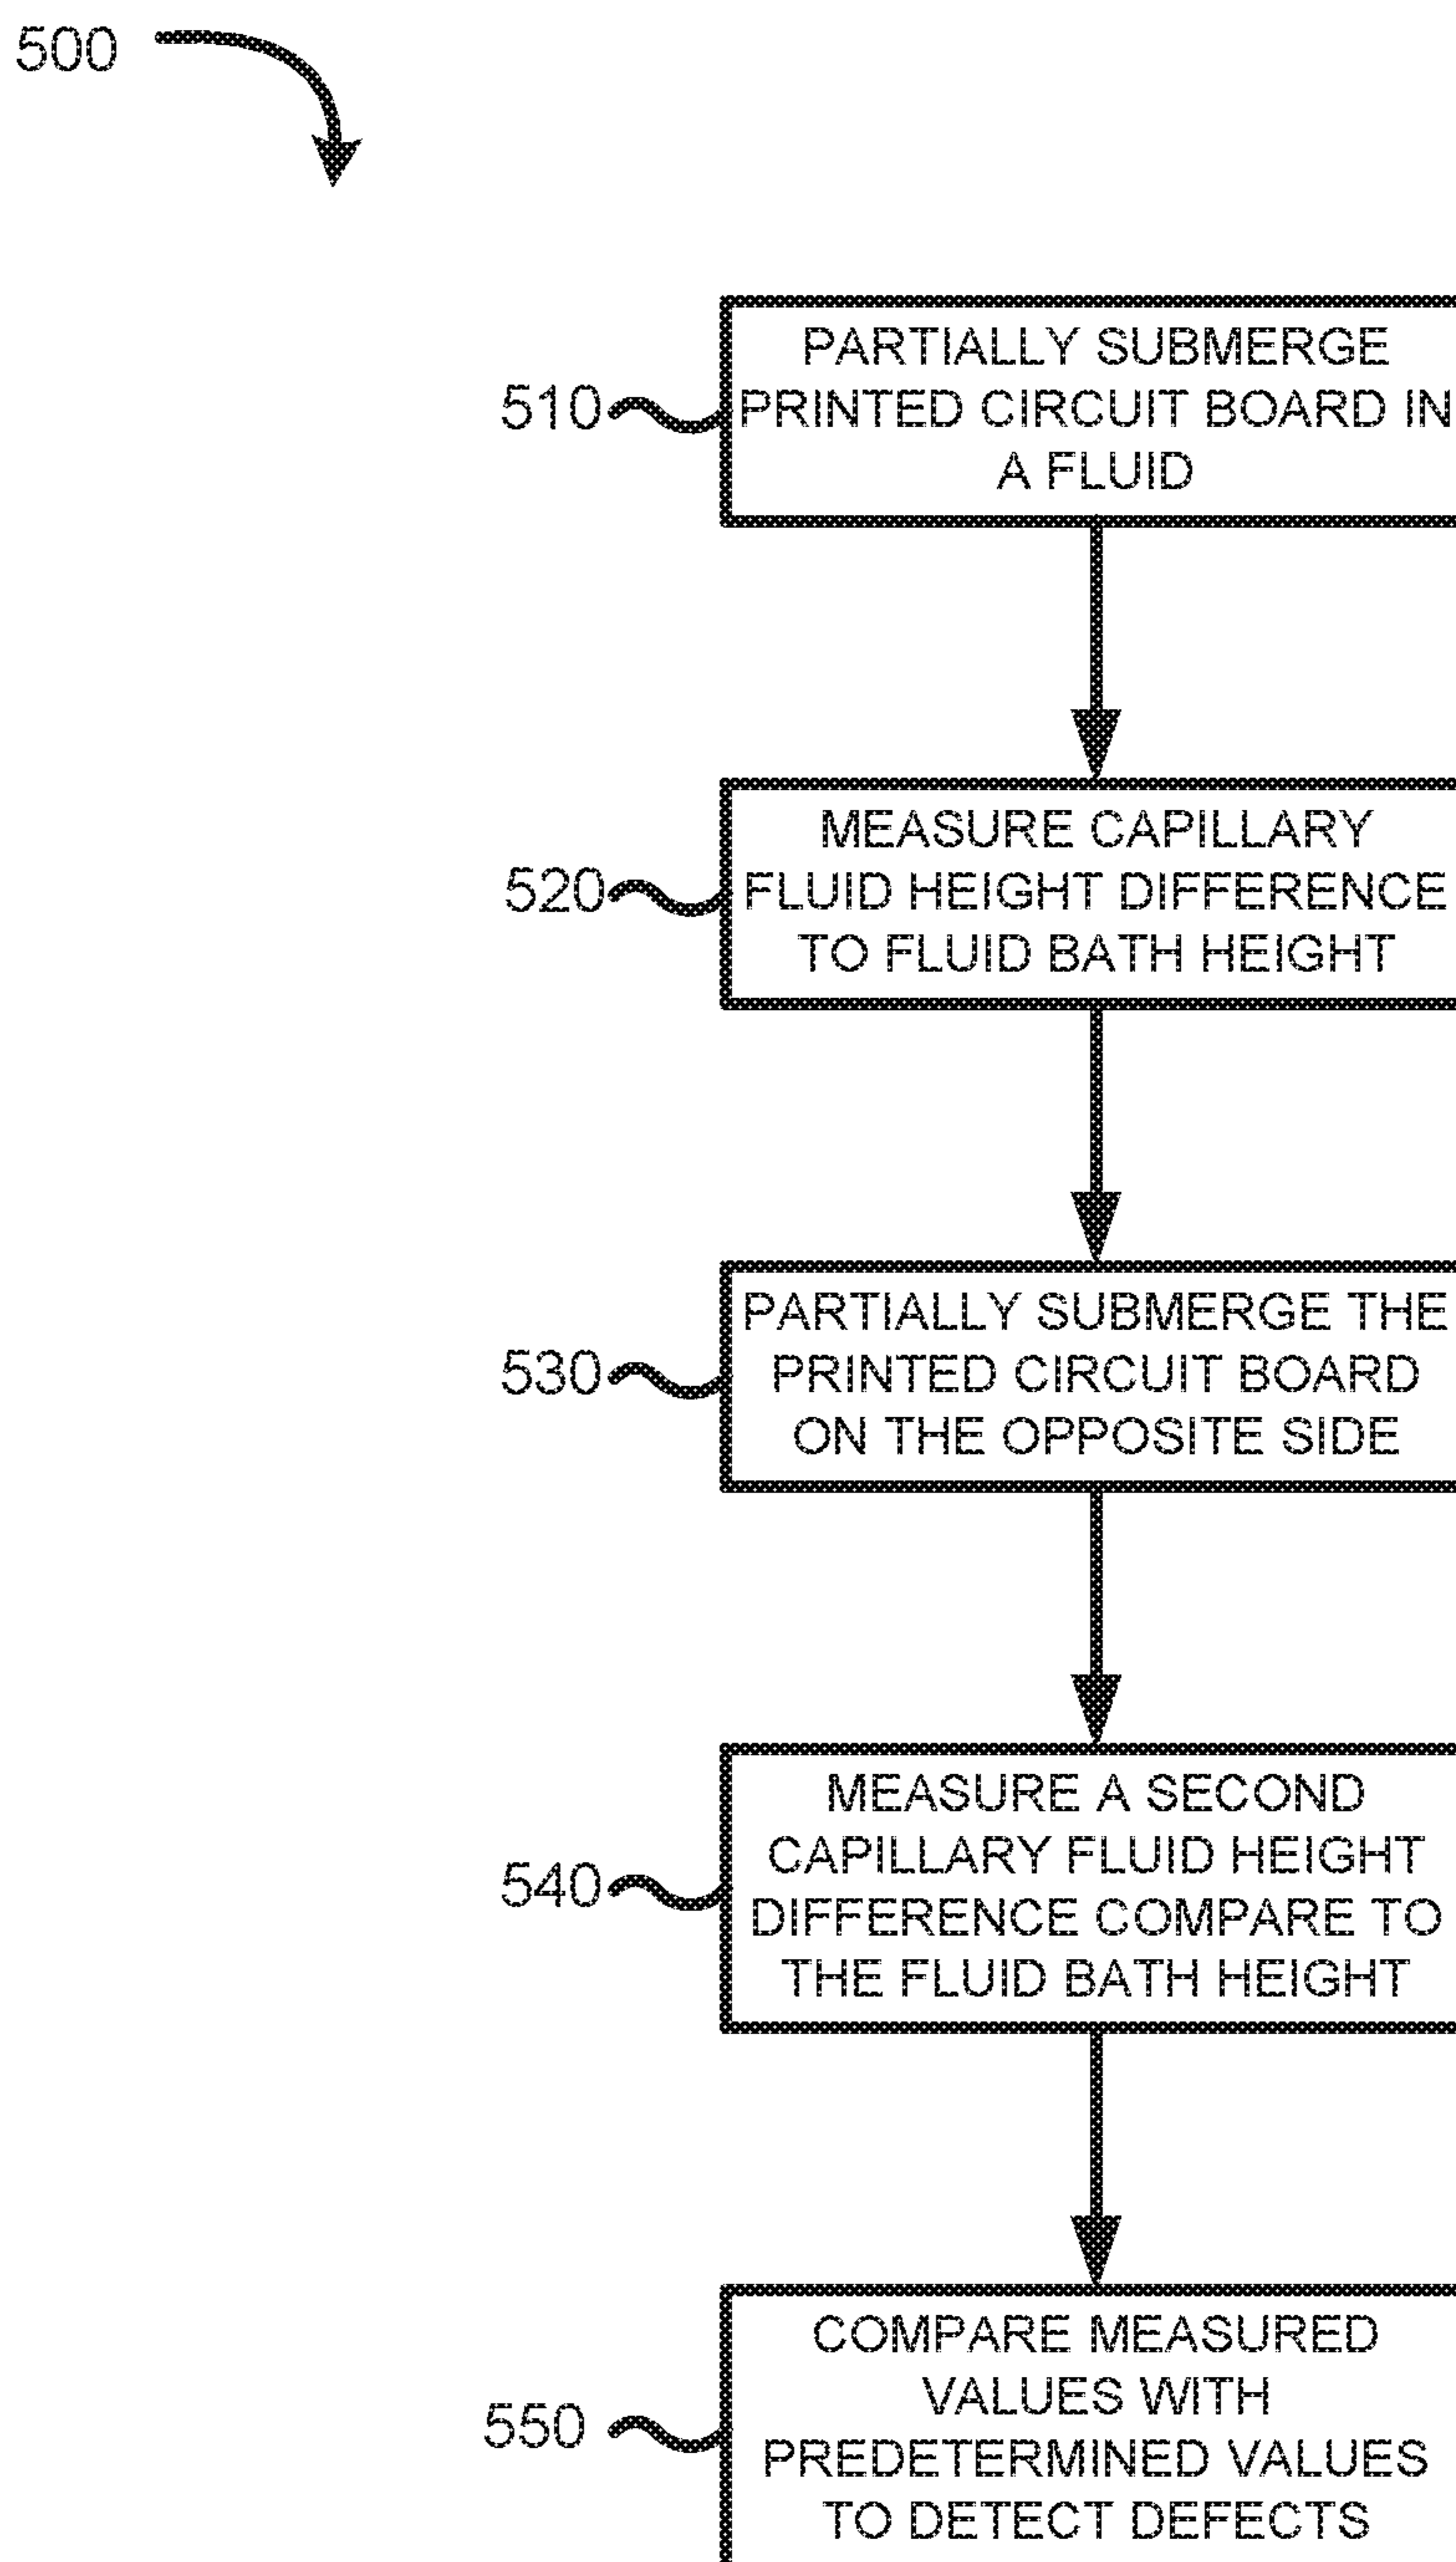 500
510
PARTIALLY SUBMERGE
PRINTED CIRCUIT BOARD IN
A FLUID
520
MEASURE CAPILLARY
FLUID HEIGHT DIFFERENCE
TO FLUID BATH HEIGHT
530
PARTIALLY SUBMERGE THE
PRINTED CIRCUIT BOARD
ON THE OPPOSITE SIDE
540
MEASURE A SECOND
CAPILLARY FLUID HEIGHT
DIFFERENCE COMPARE TO
THE FLUID BATH HEIGHT
550
COMPARE MEASURED
VALUES WITH
PREDETERMINED VALUES
TO DETECT DEFECTS